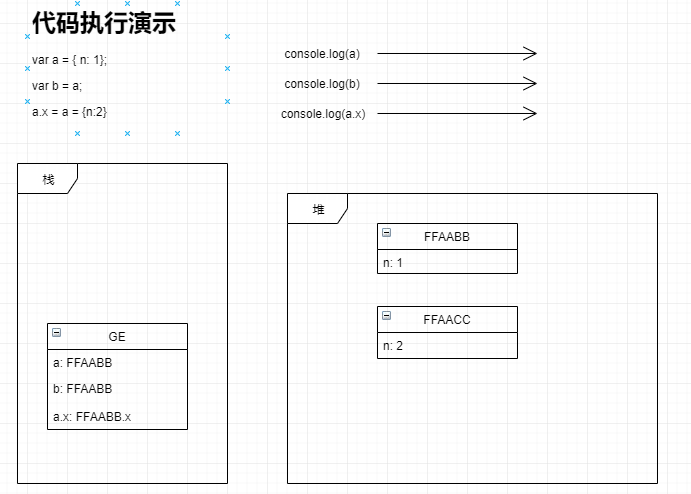 代码执行演示
var a = { n: 1};
var b = a;
a.x = a = {n:2}
console.log(a)
console.log(b)
console.log(a.x)
栈
GE
a: FFAABB
b: FFAABB
a.x: FFAABB.x
堆
FFAABB
n: 1
FFAACC
n: 2